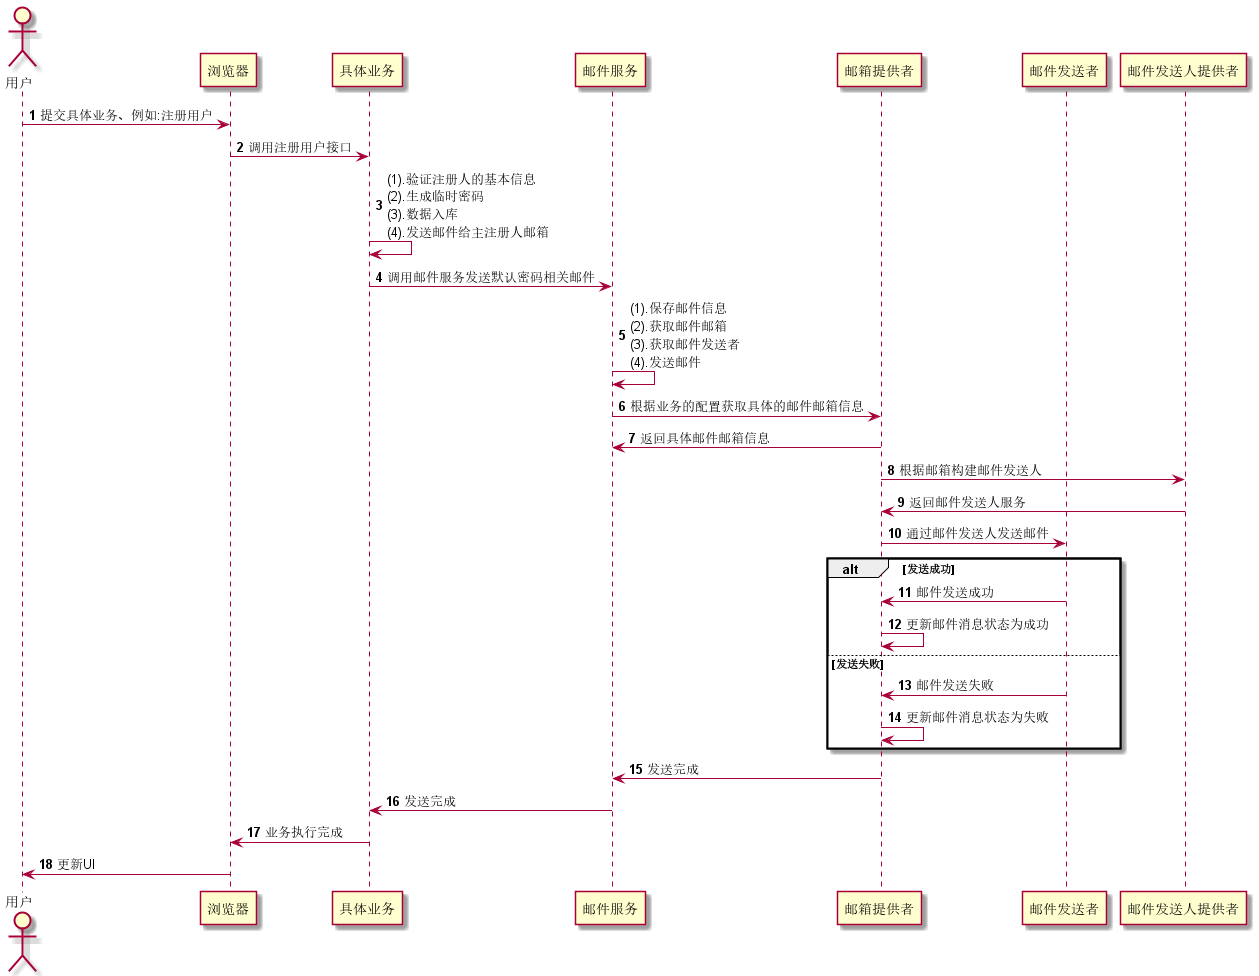 用户
浏览器
具体业务
邮件服务
邮箱提供者
邮件发送者
邮件发送人提供者
1 提交具体业务、例如:注册用户
2 调用注册用户接口
3
(1).验证注册人的基本信息
(2).生成临时密码
(3).数据入库
(4).发送邮件给主注册人邮箱
4 调用邮件服务发送默认密码相关邮件
5
(1).保存邮件信息
(2).获取邮件邮箱
(3).获取邮件发送者
(4).发送邮件
6 根据业务的配置获取具体的邮件邮箱信息
7 返回具体邮件邮箱信息
8 根据邮箱构建邮件发送人
9 返回邮件发送人服务
10 通过邮件发送人发送邮件
alt [发送成功]
11 邮件发送成功
12 更新邮件消息状态为成功
[发送失败]
13 邮件发送失败
14 更新邮件消息状态为失败
15 发送完成
16 发送完成
17 业务执行完成
18 更新UI
用户
浏览器
具体业务
邮件服务
邮箱提供者
邮件发送者
邮件发送人提供者